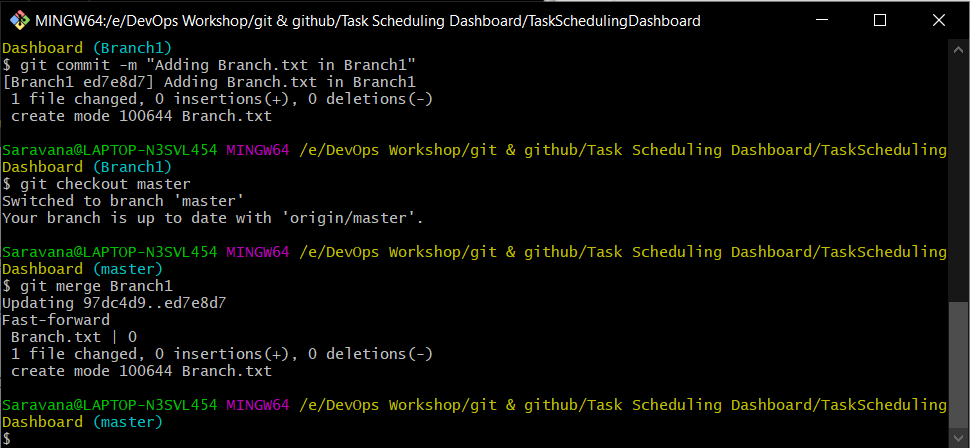 MINGW64:/e/DevOps Workshop/git & github/Task Scheduling Dashboard/TaskSchedulingDashboard
Dashboard (Branch1)
$ git commit -m "Adding Branch.txt in Branch1"
[Branch1 ed7e8d7] Adding Branch.txt in Branch1
 1 file changed, 0 insertions(+), 0 deletions(-)
 create mode 100644 Branch.txt

Saravana@LAPTOP-N3SVL454 MINGW64 /e/DevOps Workshop/git & github/Task Scheduling Dashboard/TaskScheduling
Dashboard (Branch1)
$ git checkout master
Switched to branch 'master'
Your branch is up to date with 'origin/master'.

Saravana@LAPTOP-N3SVL454 MINGW64 /e/DevOps Workshop/git & github/Task Scheduling Dashboard/TaskScheduling
Dashboard (master)
$ git merge Branch1
Updating 97dc4d9..ed7e8d7
Fast-forward
 Branch.txt | 0
 1 file changed, 0 insertions(+), 0 deletions(-)
 create mode 100644 Branch.txt

Saravana@LAPTOP-N3SVL454 MINGW64 /e/DevOps Workshop/git & github/Task Scheduling Dashboard/TaskScheduling
Dashboard (master)
$